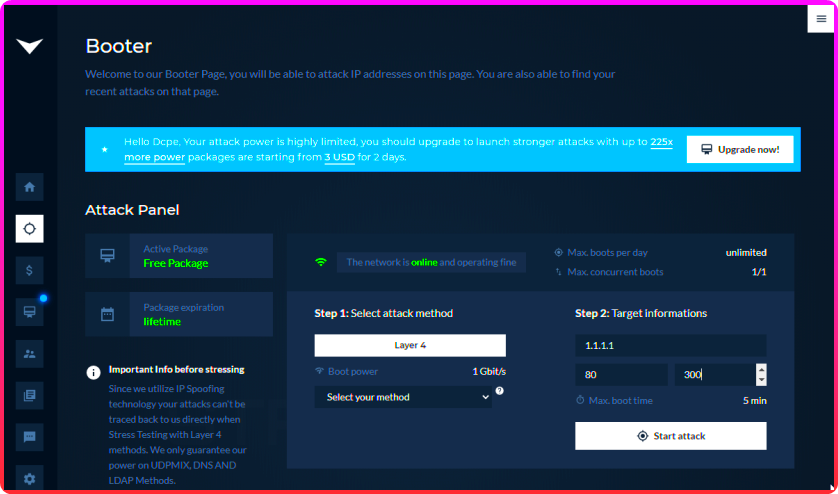 Booter
Welcome to our Booter Page, you will be able to attack IP addresses on this page. You are also able to find your
recent attacks on that page.
Hello Dcpe, Your attack power is highly limited, you should upgrade to launch stronger attacks with up to 225x
more power packages are starting from 3 USD for 2 days.
Upgrade now!
Attack Panel
Active Package
Free Package
Package expiration
lifetime
Important Info before stressing
Since we utilize IP Spoofing
technology your attacks can't be
traced back to us directly when
Stress Testing with Layer 4
methods. We only guarantee our
power on UDPMIX, DNS AND
LDAP Methods.
The network is online and operating fine
Max. boots per day unlimited
Max. concurrent boots 1/1
Step 1: Select attack method
Layer 4
Boot power 1 Gbit/s
Select your method
Step 2: Target informations
1.1.1.1
80 300
Max. boot time 5 min
Start attack